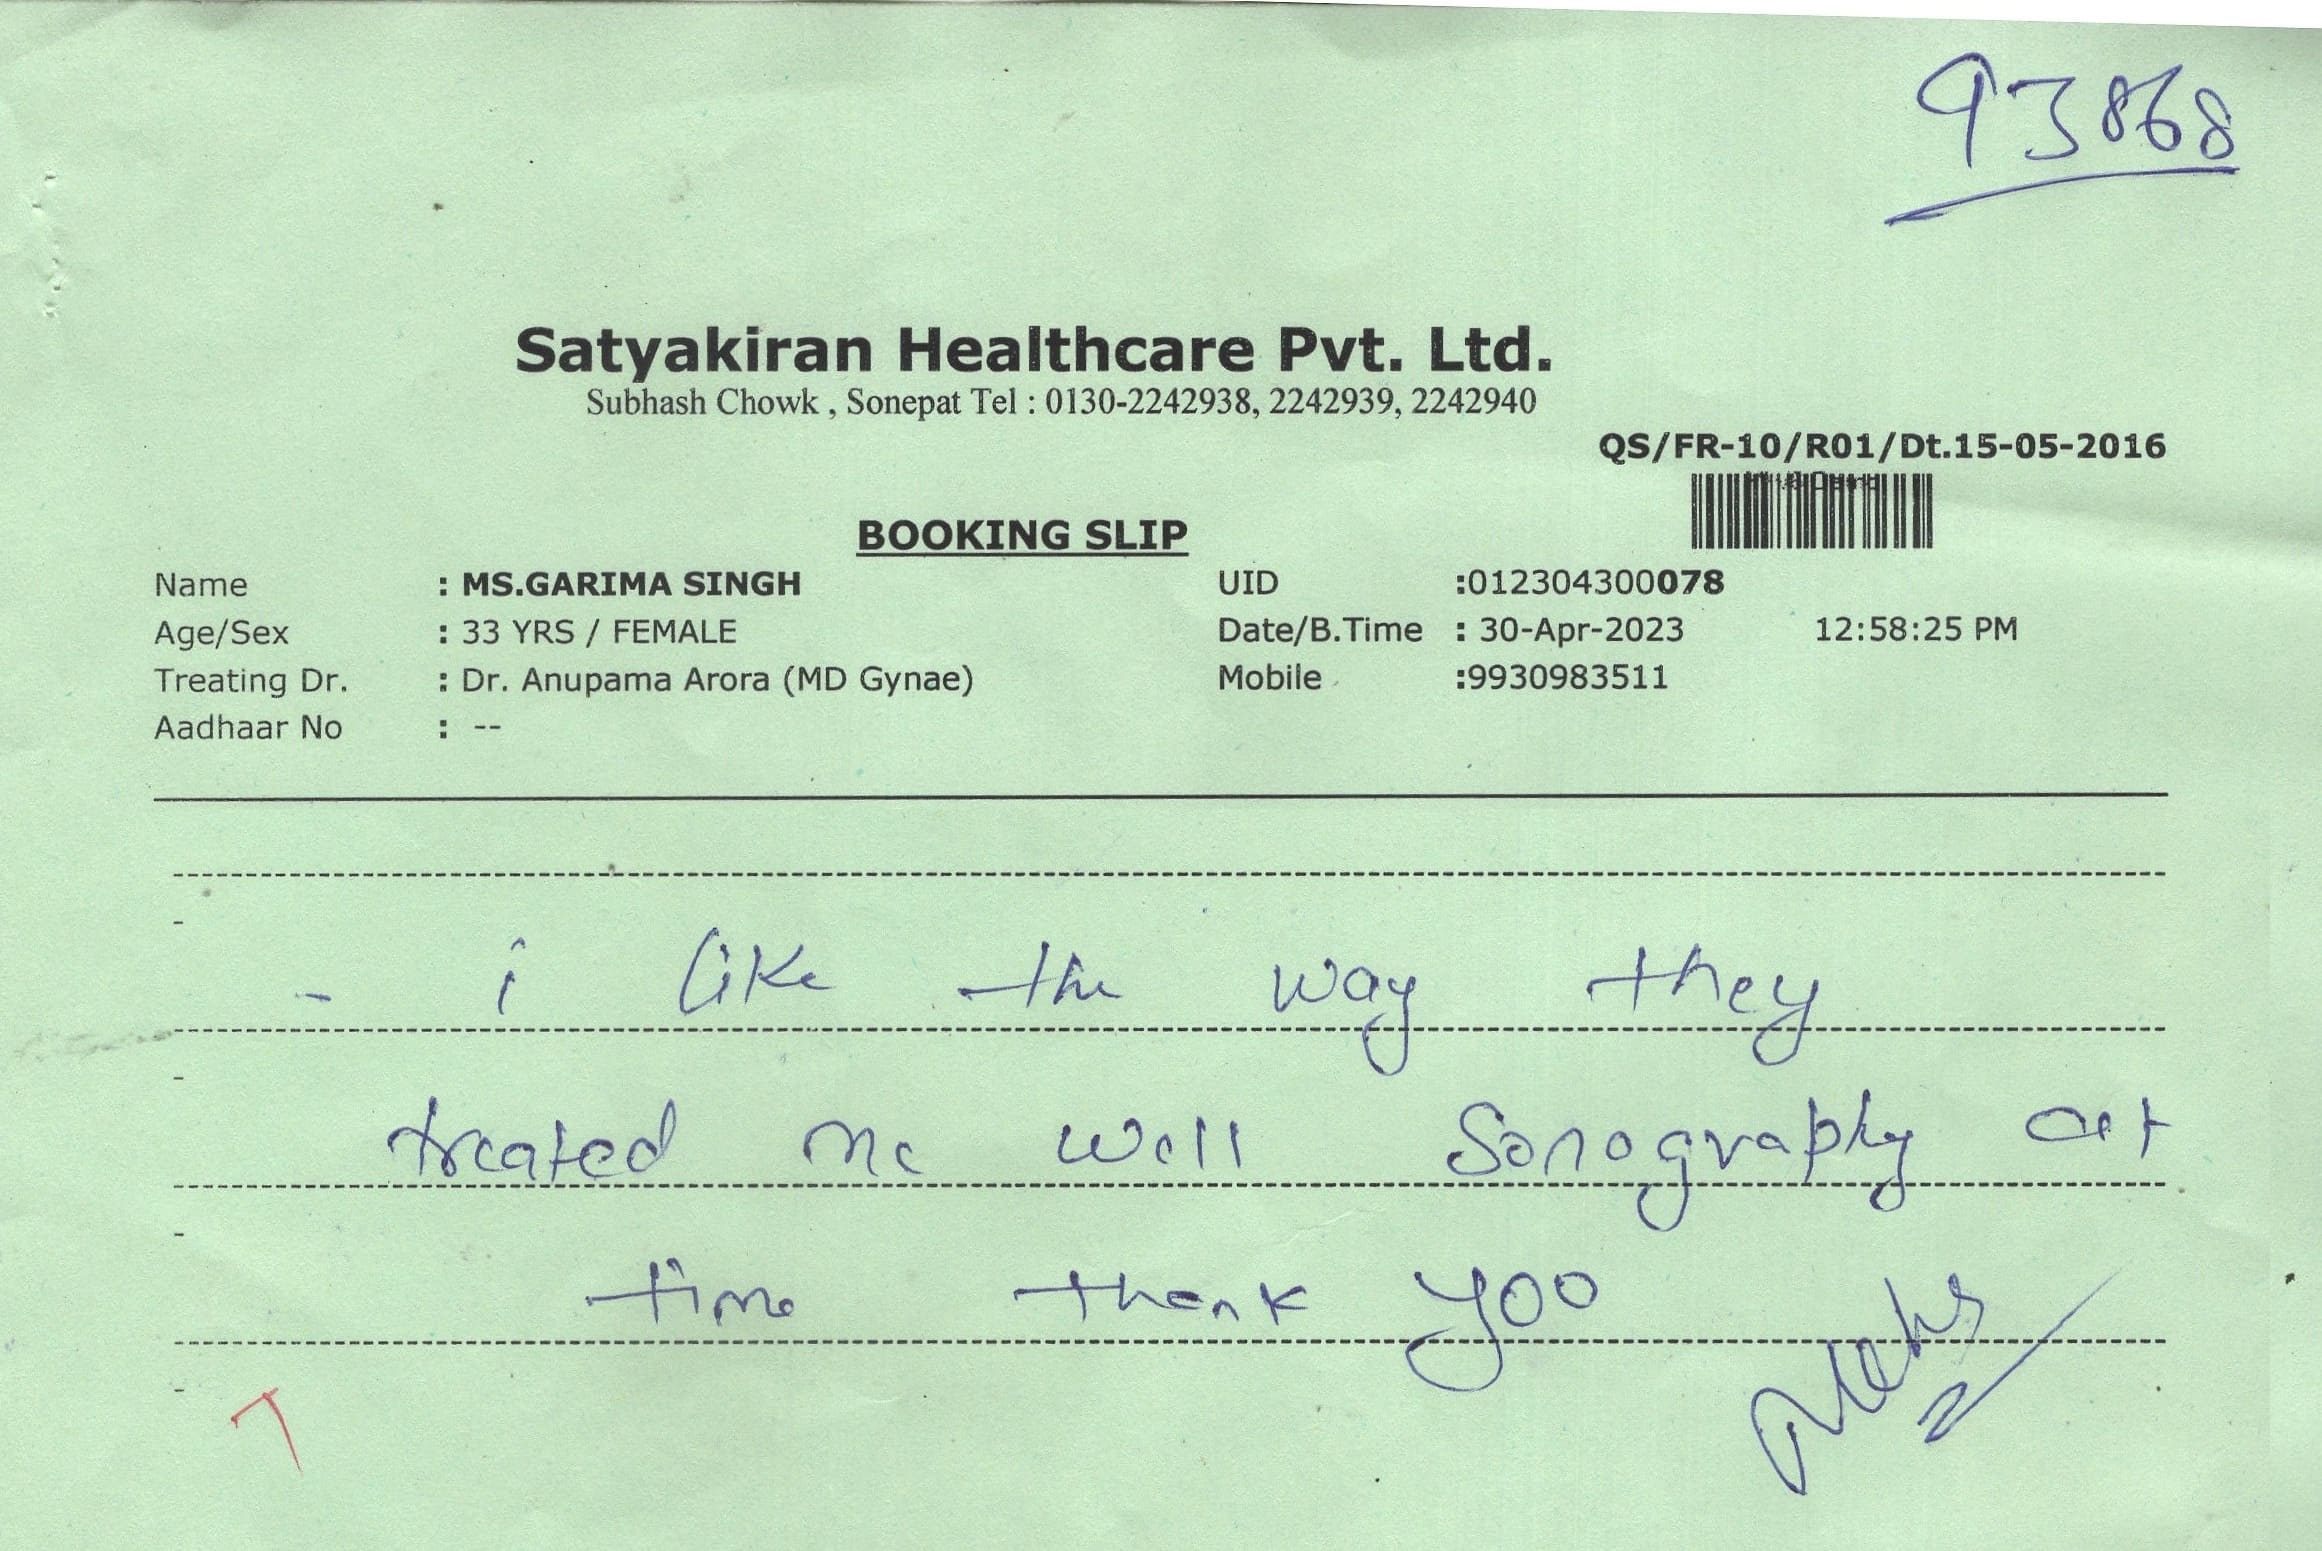 93868
Satyakiran Healthcare Pvt. Ltd.
Subhash Chowk , Sonepat Tel : 0130-2242938, 2242939, 2242940
QS/FR-10/R01/Dt.15-05-2016
BOOKING SLIP
Name : MS.GARIMA SINGH UID :012304300078
Age/Sex : 33 YRS / FEMALE Date/B.Time : 30-Apr-2023 12:58:25 PM
Treating Dr. : Dr. Anupama Arora (MD Gynae) Mobile :9930983511
Aadhaar No : --
- i like the way they
treated me well Sonography at
time thank yoo